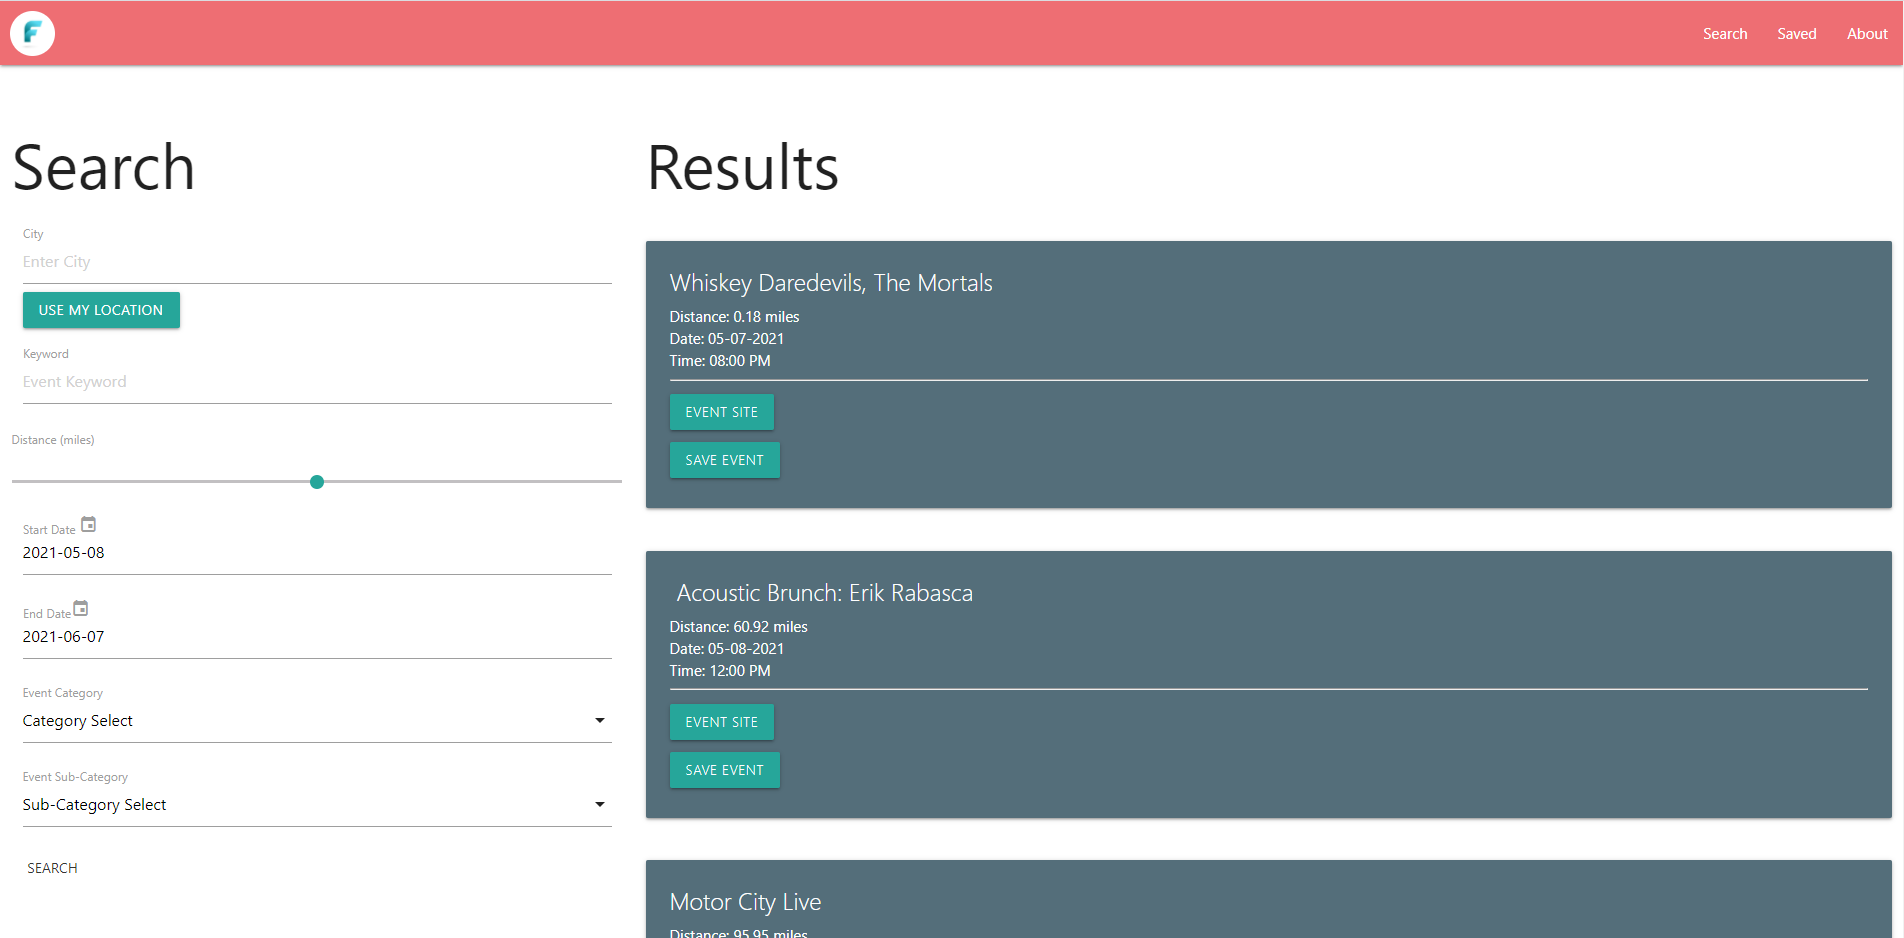 F
Search Saved About
Search
City
Enter City
USE MY LOCATION
Keyword
Event Keyword
Distance (miles)
Start Date
2021-05-08
End Date
2021-06-07
Event Category
Category Select
Event Sub-Category
Sub-Category Select
SEARCH
Results
Whiskey Daredevils, The Mortals
Distance: 0.18 miles
Date: 05-07-2021
Time: 08:00 PM
EVENT SITE
SAVE EVENT
Acoustic Brunch: Erik Rabasca
Distance: 60.92 miles
Date: 05-08-2021
Time: 12:00 PM
EVENT SITE
SAVE EVENT
Motor City Live
Distance: 95.95 miles